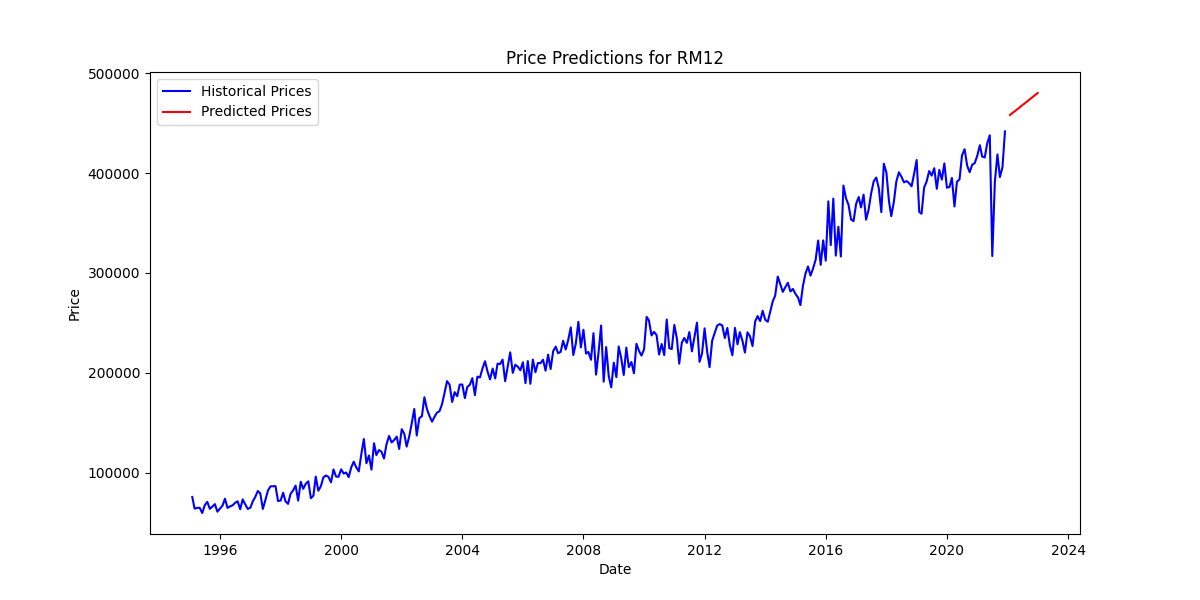 Price Predictions for RM12
500000
400000
300000
200000
100000
Price
Historical Prices
Predicted Prices
1996 2000 2004 2008 2012 2016 2020 2024
Date